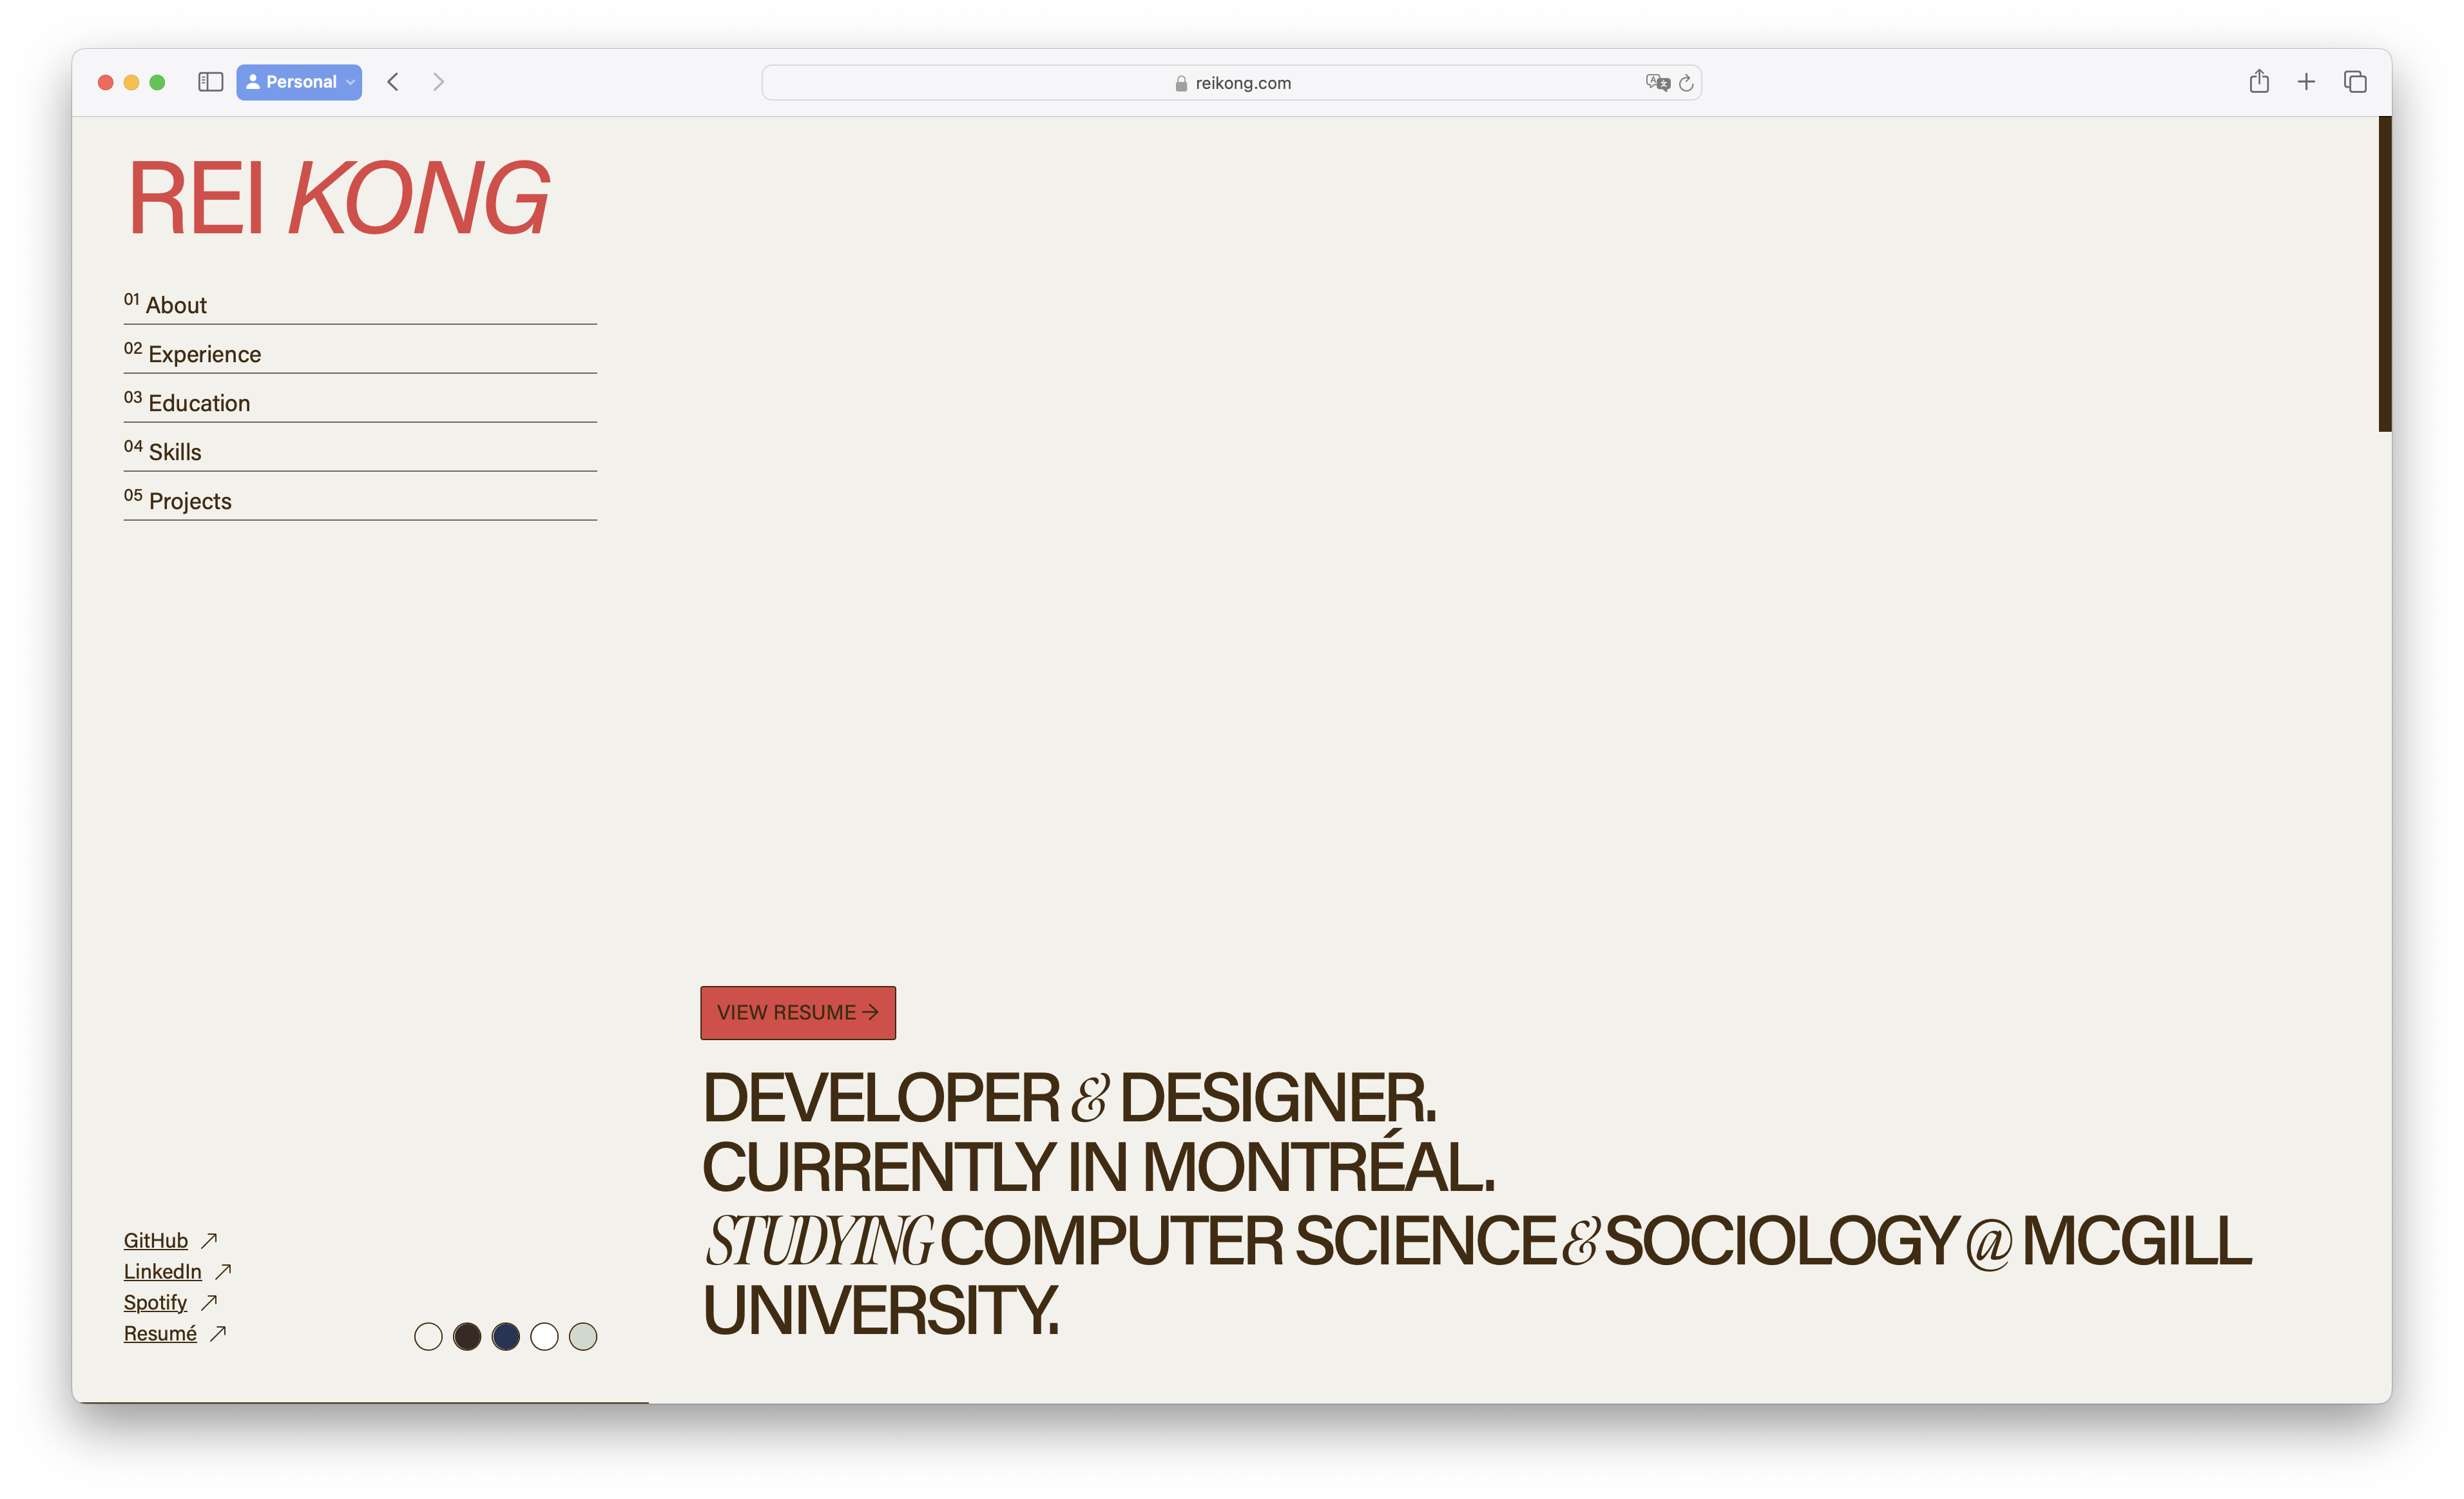 Personal
reikong.com
REI KONG
01 About
02 Experience
03 Education
04 Skills
05 Projects
VIEW RESUME →
DEVELOPER & DESIGNER.
CURRENTLY IN MONTRÉAL.
STUDYING COMPUTER SCIENCE & SOCIOLOGY @ MCGILL
UNIVERSITY.
GitHub ↗
LinkedIn ↗
Spotify ↗
Resumé ↗